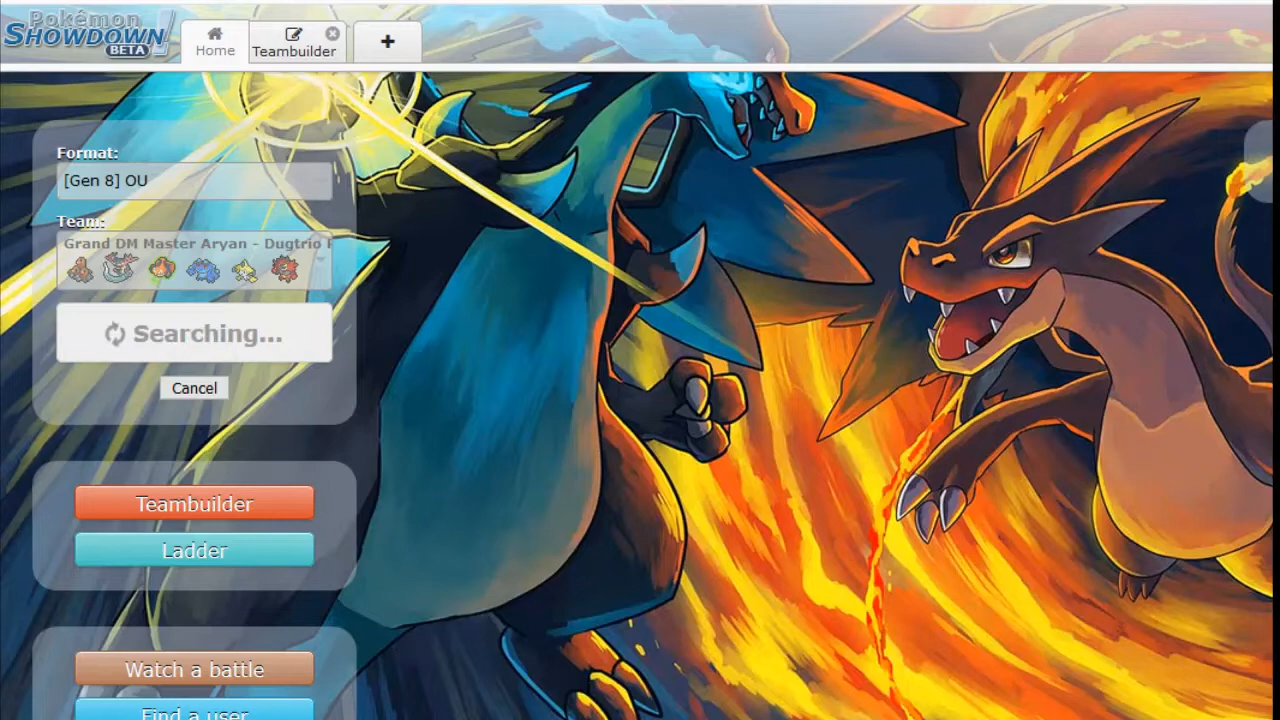 Pokémon
SHOWDOWN!
BETA
Home
Teambuilder
+
Format:
[Gen 8] OU
Team:
Grand DM Master Aryan - Dugtrio
Searching...
Cancel
Teambuilder
Ladder
Watch a battle
Find a user